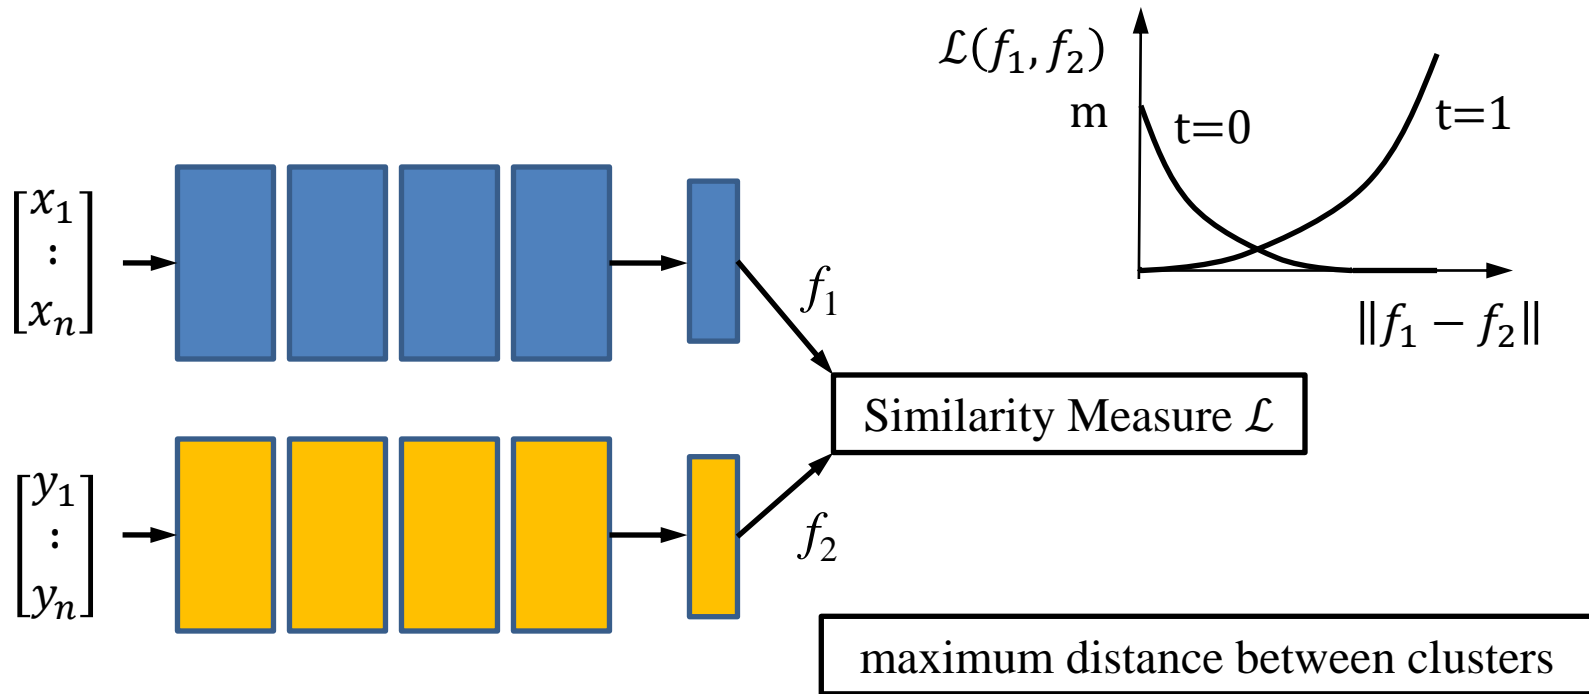 ℒ(f₁, f₂)
m
t=0
t=1
‖f₁ − f₂‖
x₁
:
xₙ
f₁
Similarity Measure ℒ
y₁
:
yₙ
f₂
maximum distance between clusters